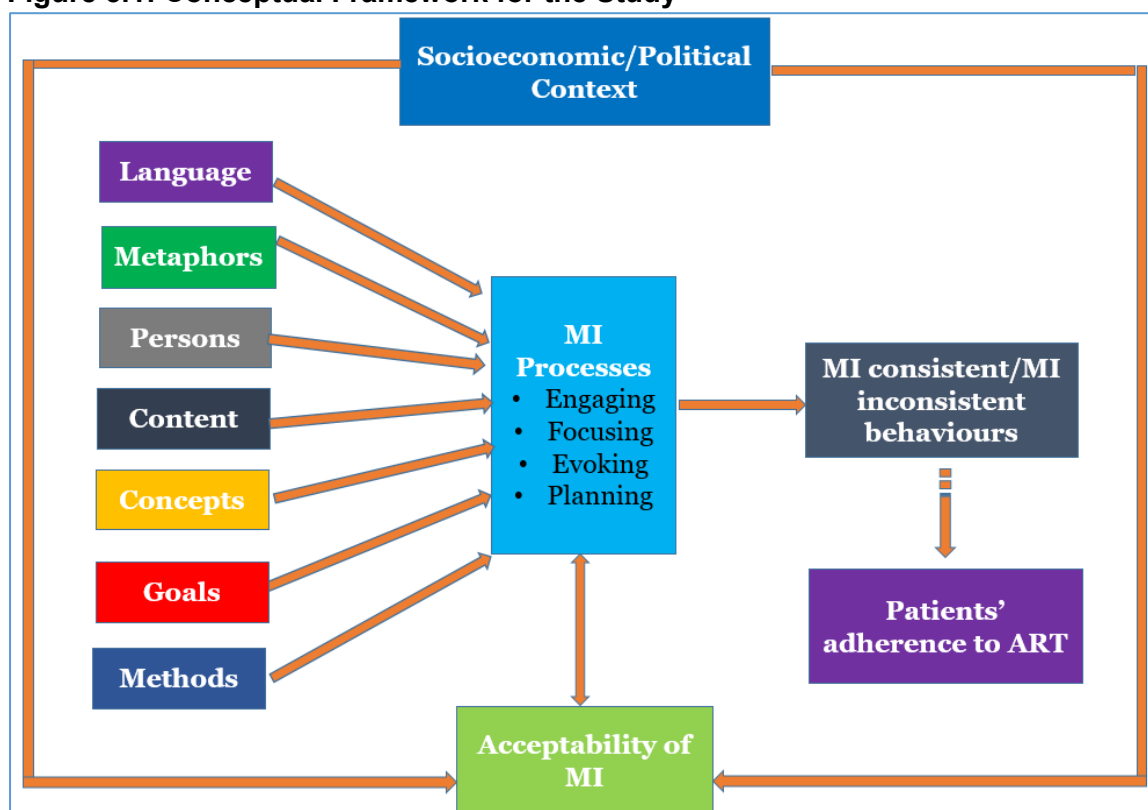 Socioeconomic/Political
Context
Language
Metaphors
Persons
Content
Concepts
Goals
Methods
MI
Processes
• Engaging
• Focusing
• Evoking
• Planning
MI consistent/MI
inconsistent
behaviours
Patients’
adherence to ART
Acceptability of
MI